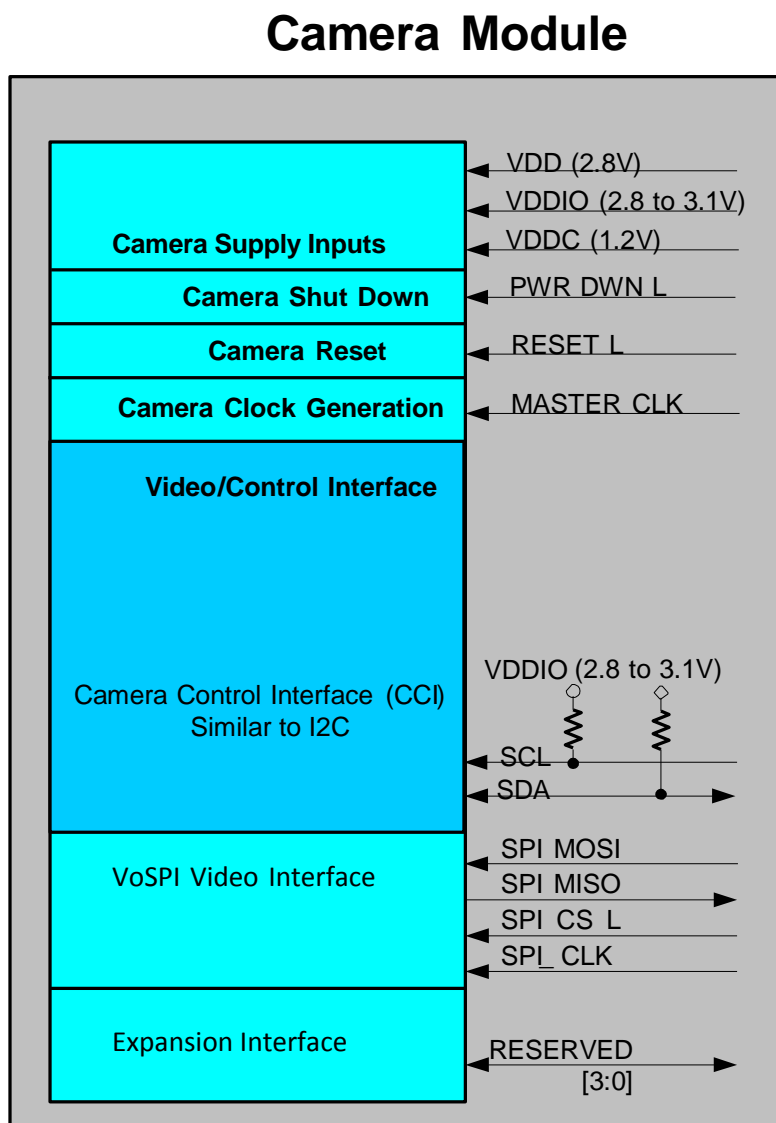 Camera Module
VDD (2.8V)
VDDIO (2.8 to 3.1V)
Camera Supply Inputs
VDDC (1.2V)
Camera Shut Down
PWR DWN L
Camera Reset
RESET L
Camera Clock Generation
MASTER CLK
Video/Control Interface
VDDIO (2.8 to 3.1V)
Camera Control Interface (CCI)
Similar to I2C
SCL
SDA
VoSPI Video Interface
SPI MOSI
SPI MISO
SPI CS L
SPI_ CLK
Expansion Interface
RESERVED
[3:0]